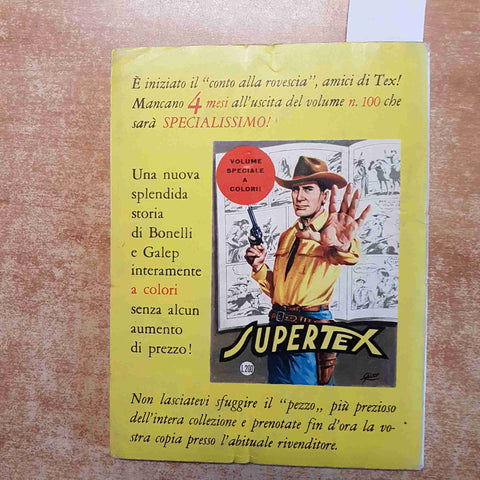 È iniziato il "conto alla rovescia", amici di Tex!
Mancano 4 mesi all'uscita del volume n. 100 che
sarà SPECIALISSIMO!
Una nuova
splendida
storia
di Bonelli
e Galep
interamente
a colori
senza alcun
aumento
di prezzo!
VOLUME
SPECIALE
A
COLORI!
SUPERTEX
L.200
Non lasciatevi sfuggire il "pezzo,, più prezioso
dell'intera collezione e prenotate fin d'ora la vo-
stra copia presso l'abituale rivenditore.